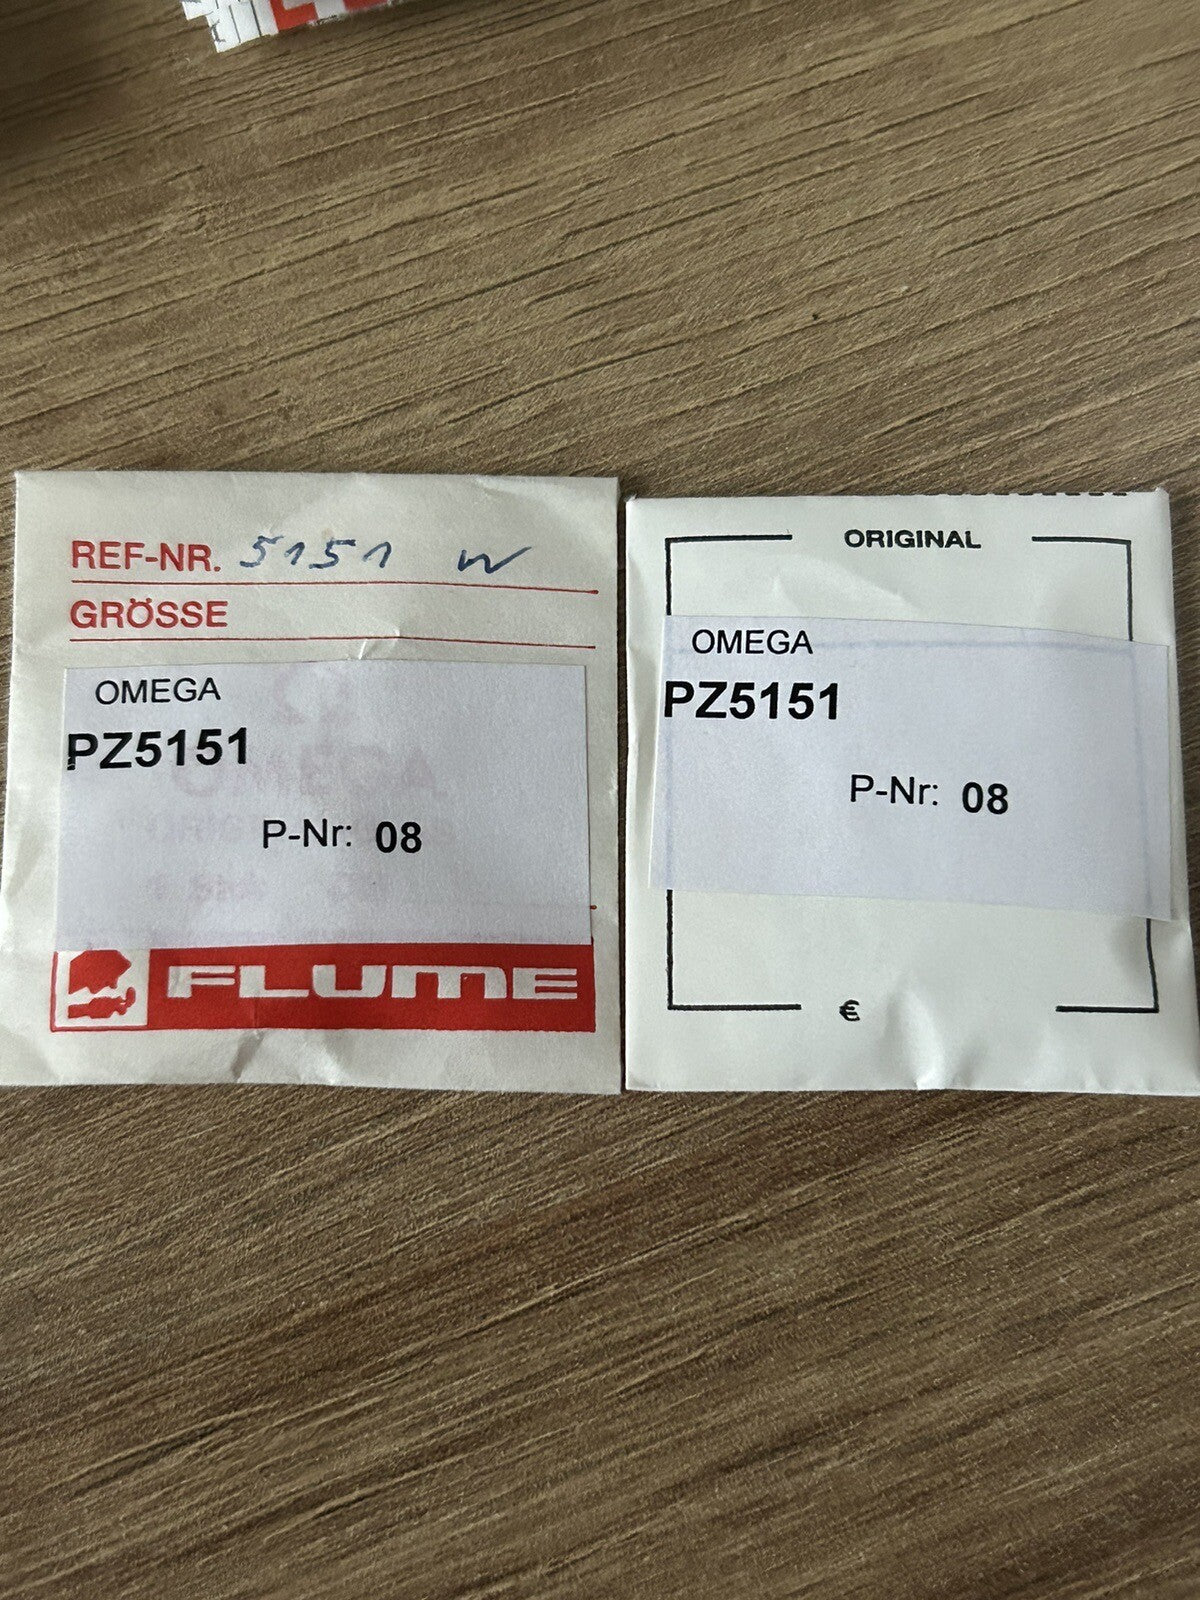 REF-NR. 5151 W
GRÖSSE
OMEGA
PZ5151
P-Nr: 08
FLUME
ORIGINAL
OMEGA
PZ5151
P-Nr: 08
€